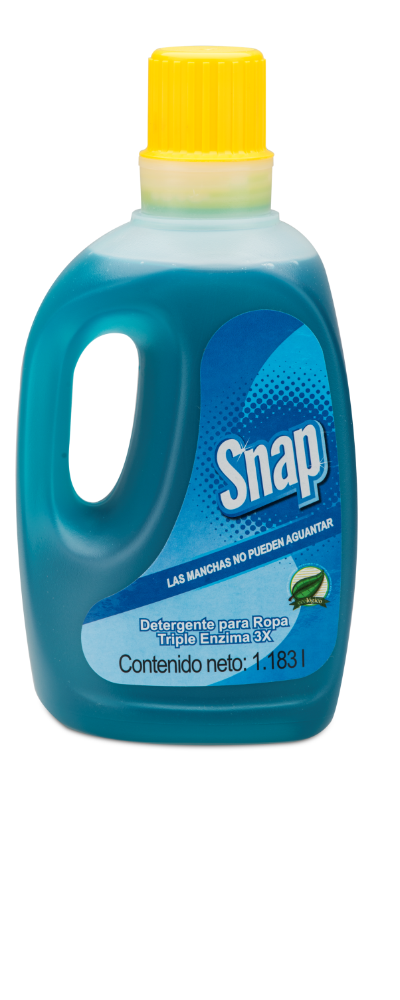 Snap
LAS MANCHAS NO PUEDEN AGUANTAR
ecológico
Detergente para Ropa
Triple Enzima 3X
Contenido neto: 1.183 l